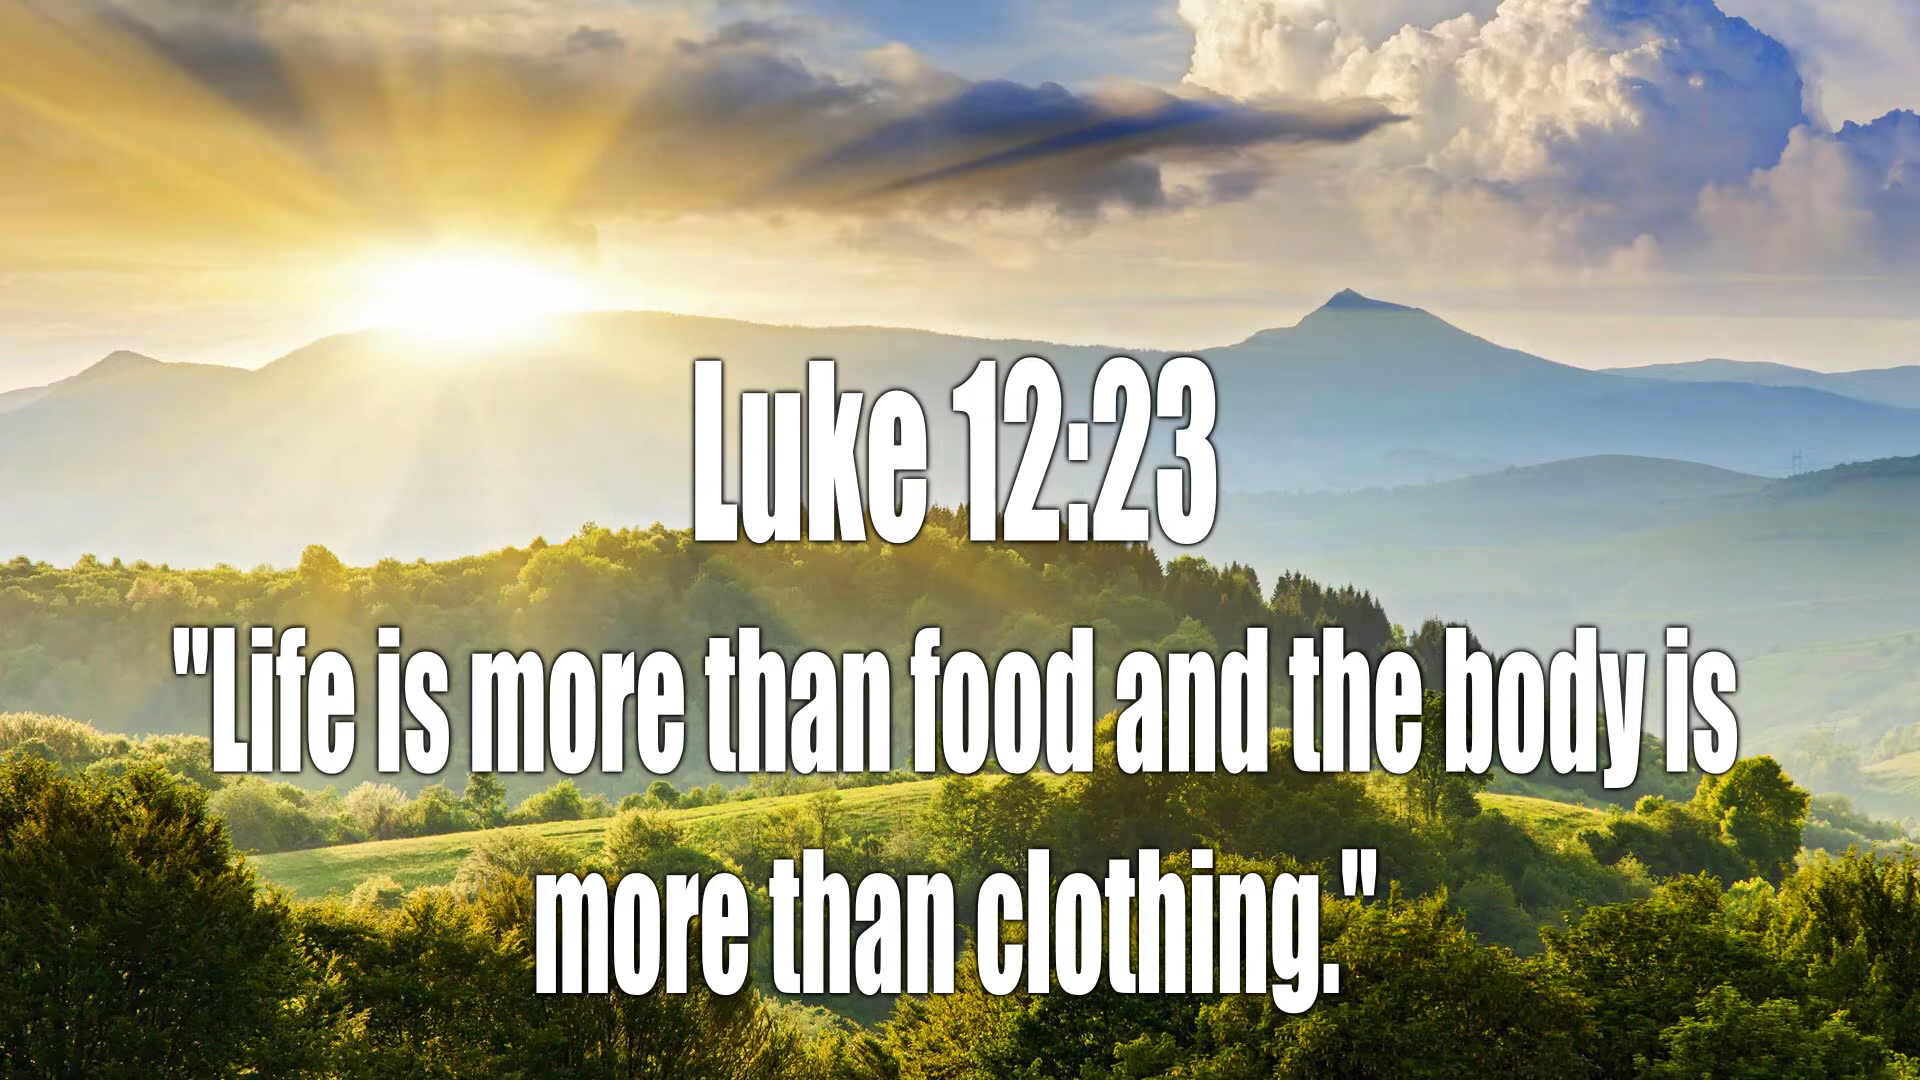 Luke 12:23
"Life is more than food and the body is
more than clothing."